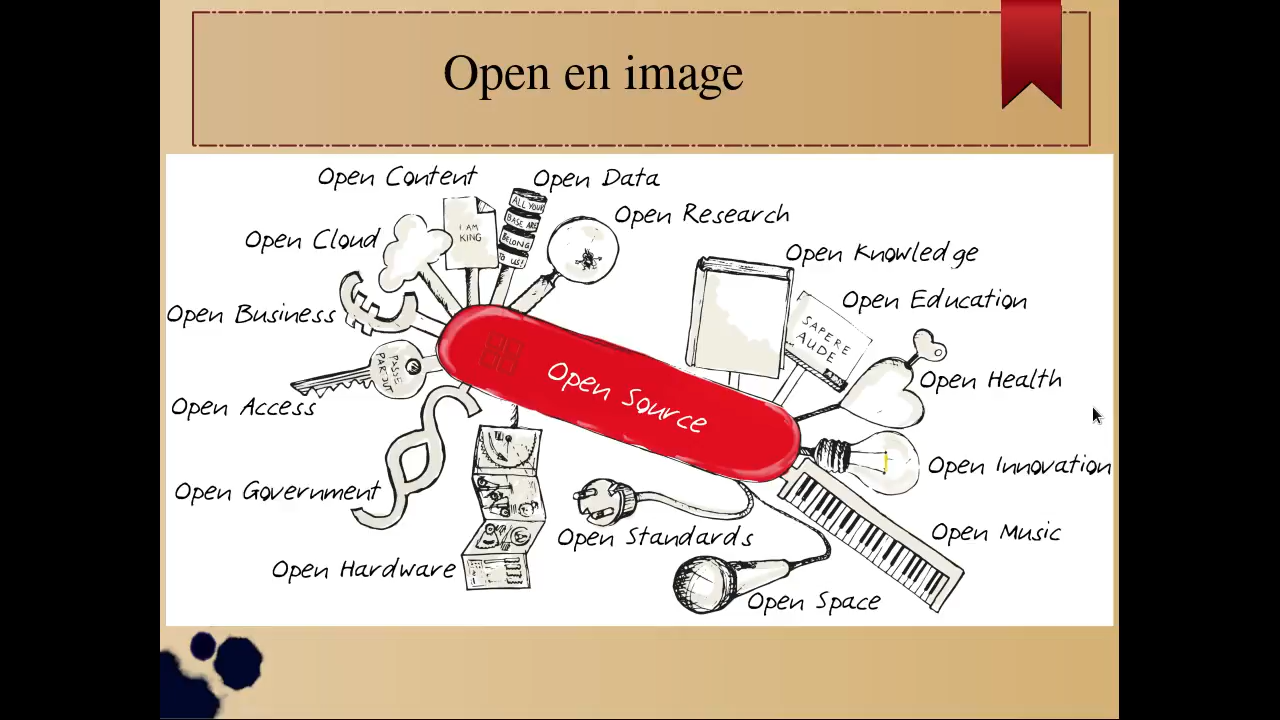 Open en image
Open Content
Open Data
Open Research
Open Cloud
I AM
KING
ALL YOUR
BASE ARE
BELONG
TO US!
Open Knowledge
Open Business
Open Education
SAPERE
AUDE
PASSE
PARTOUT
Open Source
Open Health
Open Access
Open Innovation
Open Government
Open Standards
Open Music
Open Hardware
Open Space